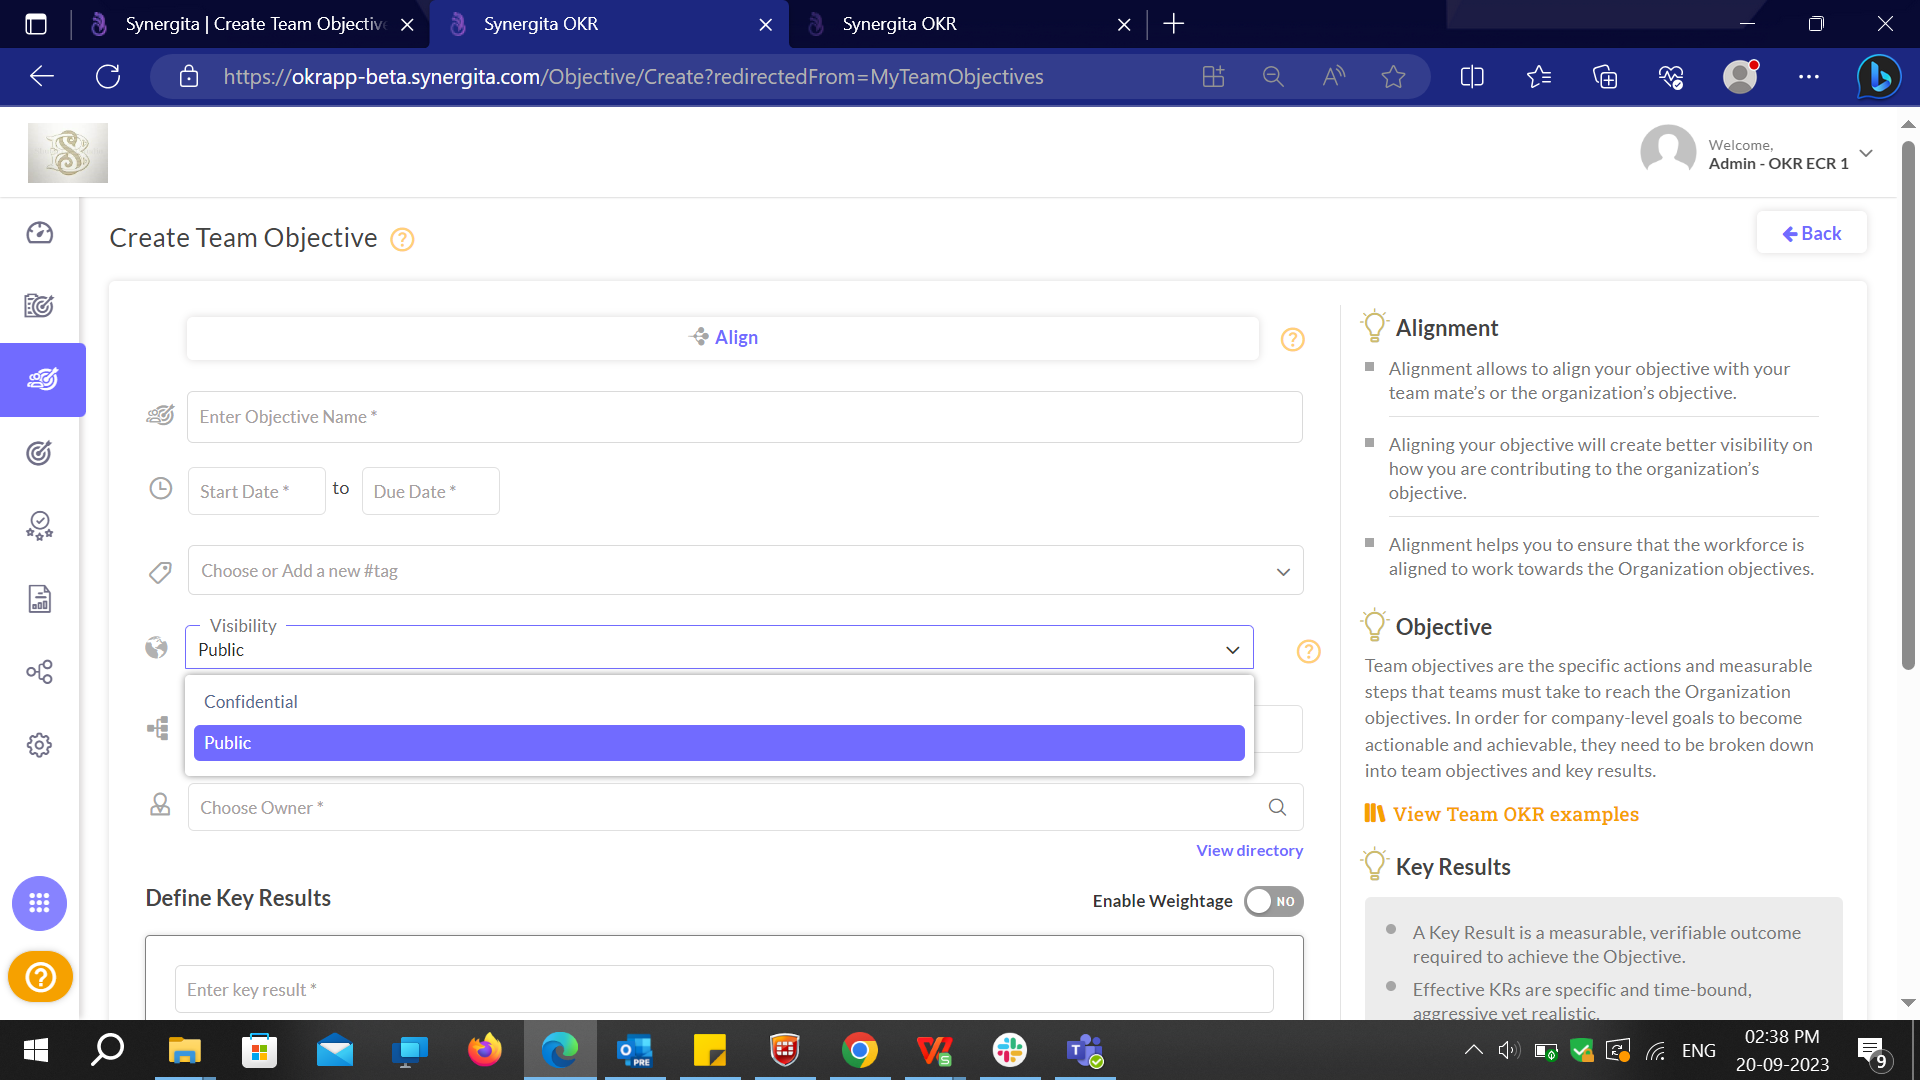 Synergita | Create Team Objective
Synergita OKR
Synergita OKR
https://okrapp-beta.synergita.com/Objective/Create?redirectedFrom=MyTeamObjectives
Welcome,
Admin - OKR ECR 1
Create Team Objective
Back
Align
Enter Objective Name *
Start Date *
to
Due Date *
Choose or Add a new #tag
Visibility
Public
Confidential
Public
Choose Owner *
View directory
Define Key Results
Enable Weightage
NO
Enter key result *
Alignment
Alignment allows to align your objective with your
team mate's or the organization's objective.
Aligning your objective will create better visibility on
how you are contributing to the organization's
objective.
Alignment helps you to ensure that the workforce is
aligned to work towards the Organization objectives.
Objective
Team objectives are the specific actions and measurable
steps that teams must take to reach the Organization
objectives. In order for company-level goals to become
actionable and achievable, they need to be broken down
into team objectives and key results.
View Team OKR examples
Key Results
A Key Result is a measurable, verifiable outcome
required to achieve the Objective.
Effective KRs are specific and time-bound,
aggressive yet realistic.
PRE
ENG
02:38 PM
20-09-2023
9